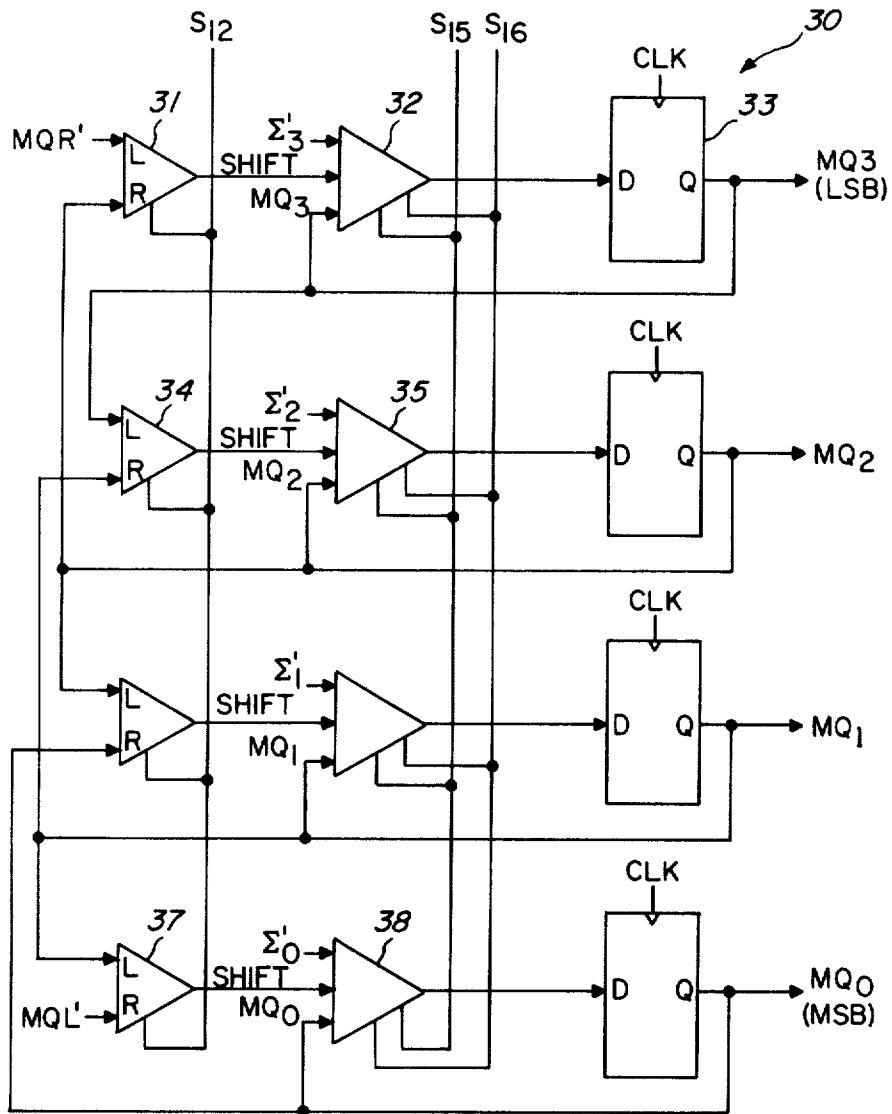 S12 S15 S16 30
CLK
31 32 33
MQR' L R SHIFT Σ'3 MQ3 D Q MQ3 (LSB)
CLK
34 35
L R SHIFT Σ'2 MQ2 D Q MQ2
CLK
L R SHIFT Σ'1 MQ1 D Q MQ1
CLK
37 38
L R MQL' SHIFT Σ'0 MQ0 D Q MQ0 (MSB)